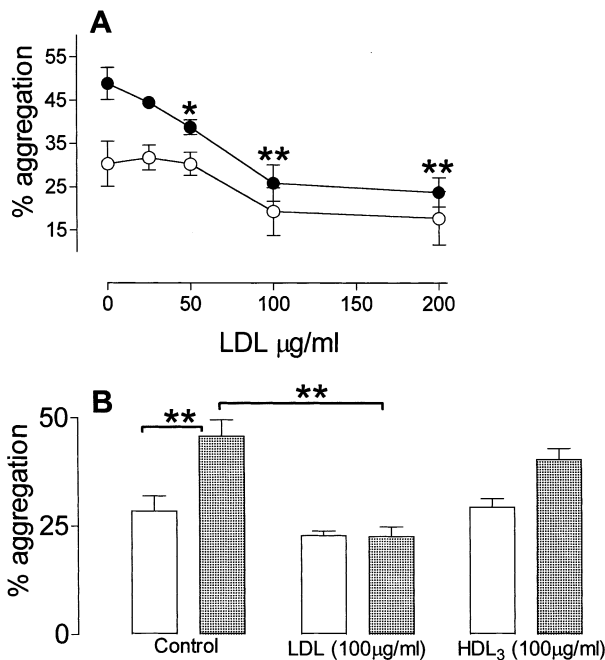 A
% aggregation
55
45
35
25
15
*
**
**
0
50
100
150
200
LDL µg/ml
B
% aggregation
50
25
0
**
**
Control
LDL (100µg/ml)
HDL₃ (100µg/ml)